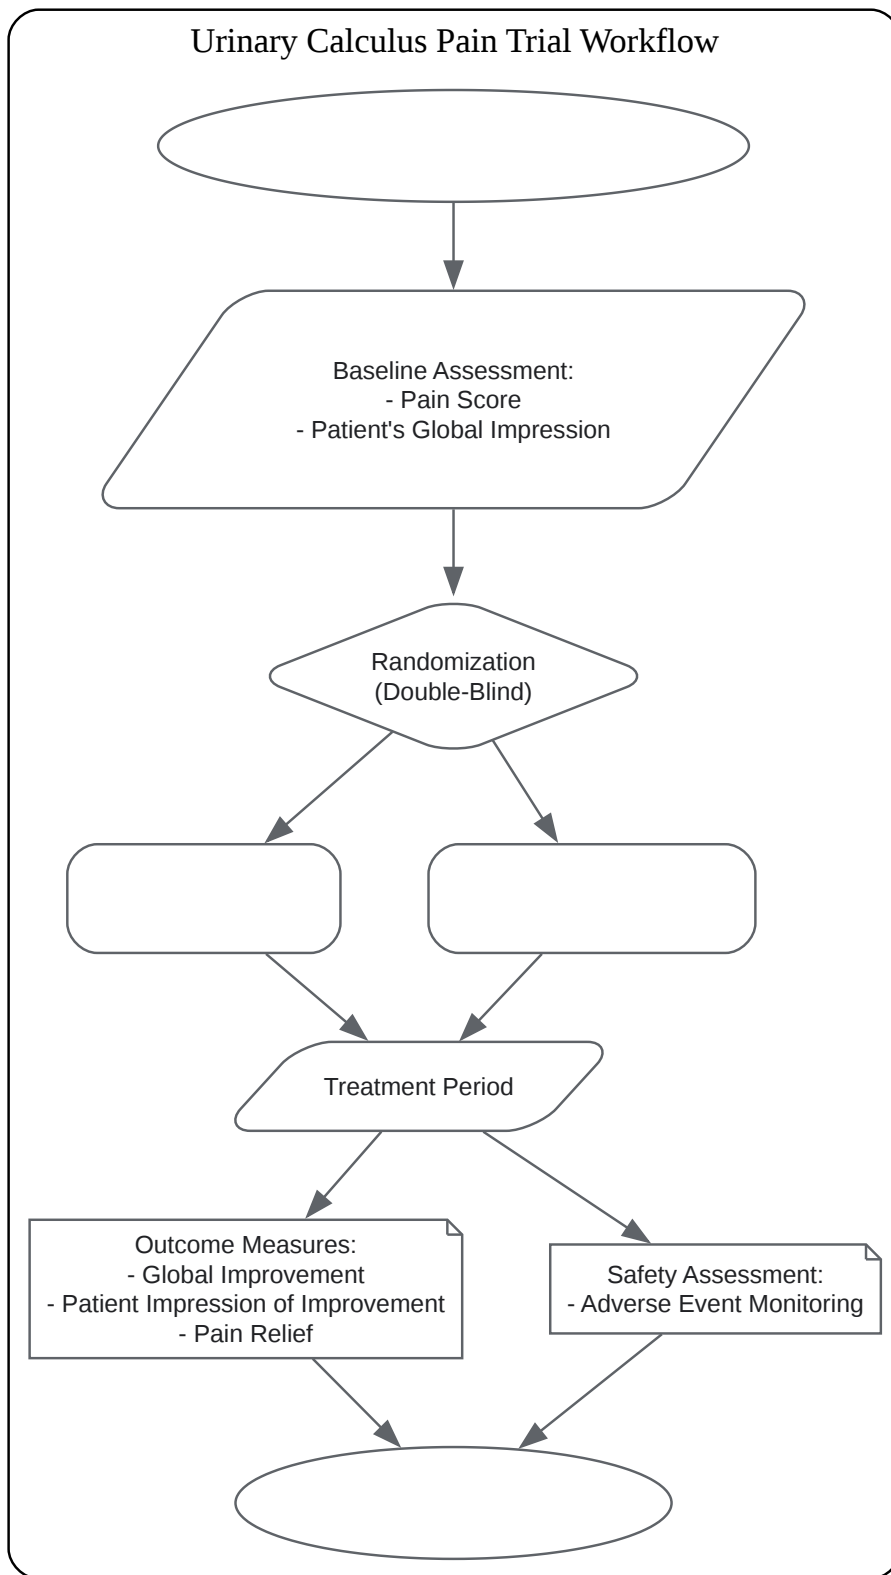 Urinary Calculus Pain Trial Workflow
Baseline Assessment:
- Pain Score
- Patient's Global Impression
Randomization
(Double-Blind)
Treatment Period
Outcome Measures:
- Global Improvement
- Patient Impression of Improvement
- Pain Relief
Safety Assessment:
- Adverse Event Monitoring